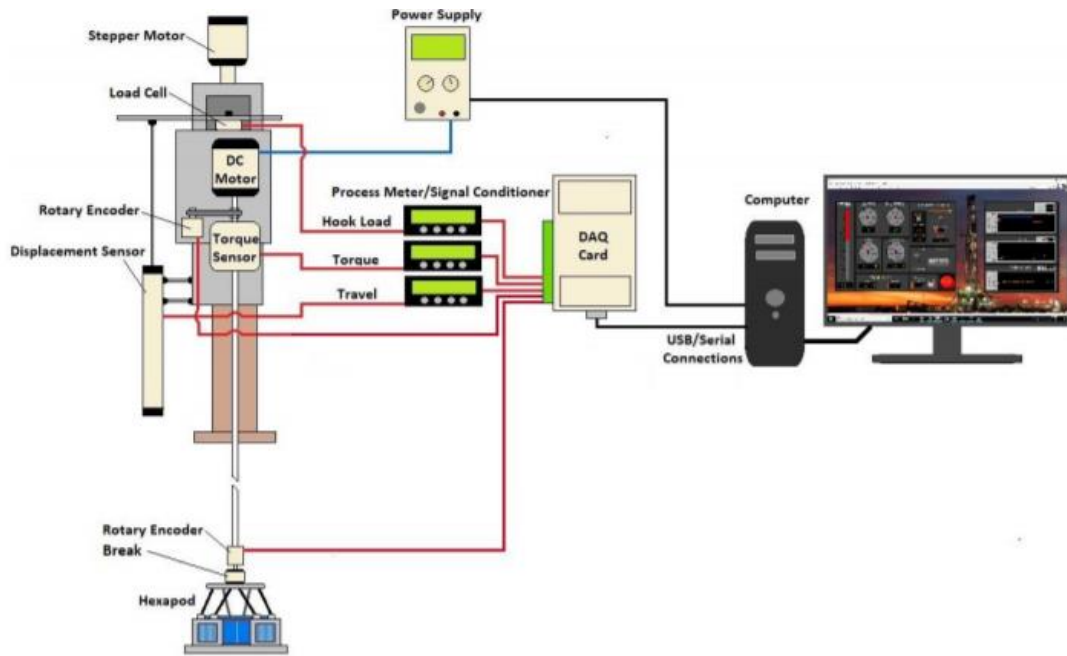 Power Supply
Stepper Motor
Load Cell
DC
Motor
Process Meter/Signal Conditioner
Computer
Rotary Encoder
Hook Load
Displacement Sensor
Torque
Sensor
DAQ
Card
Torque
Travel
USB/Serial
Connections
Rotary Encoder
Break
Hexapod